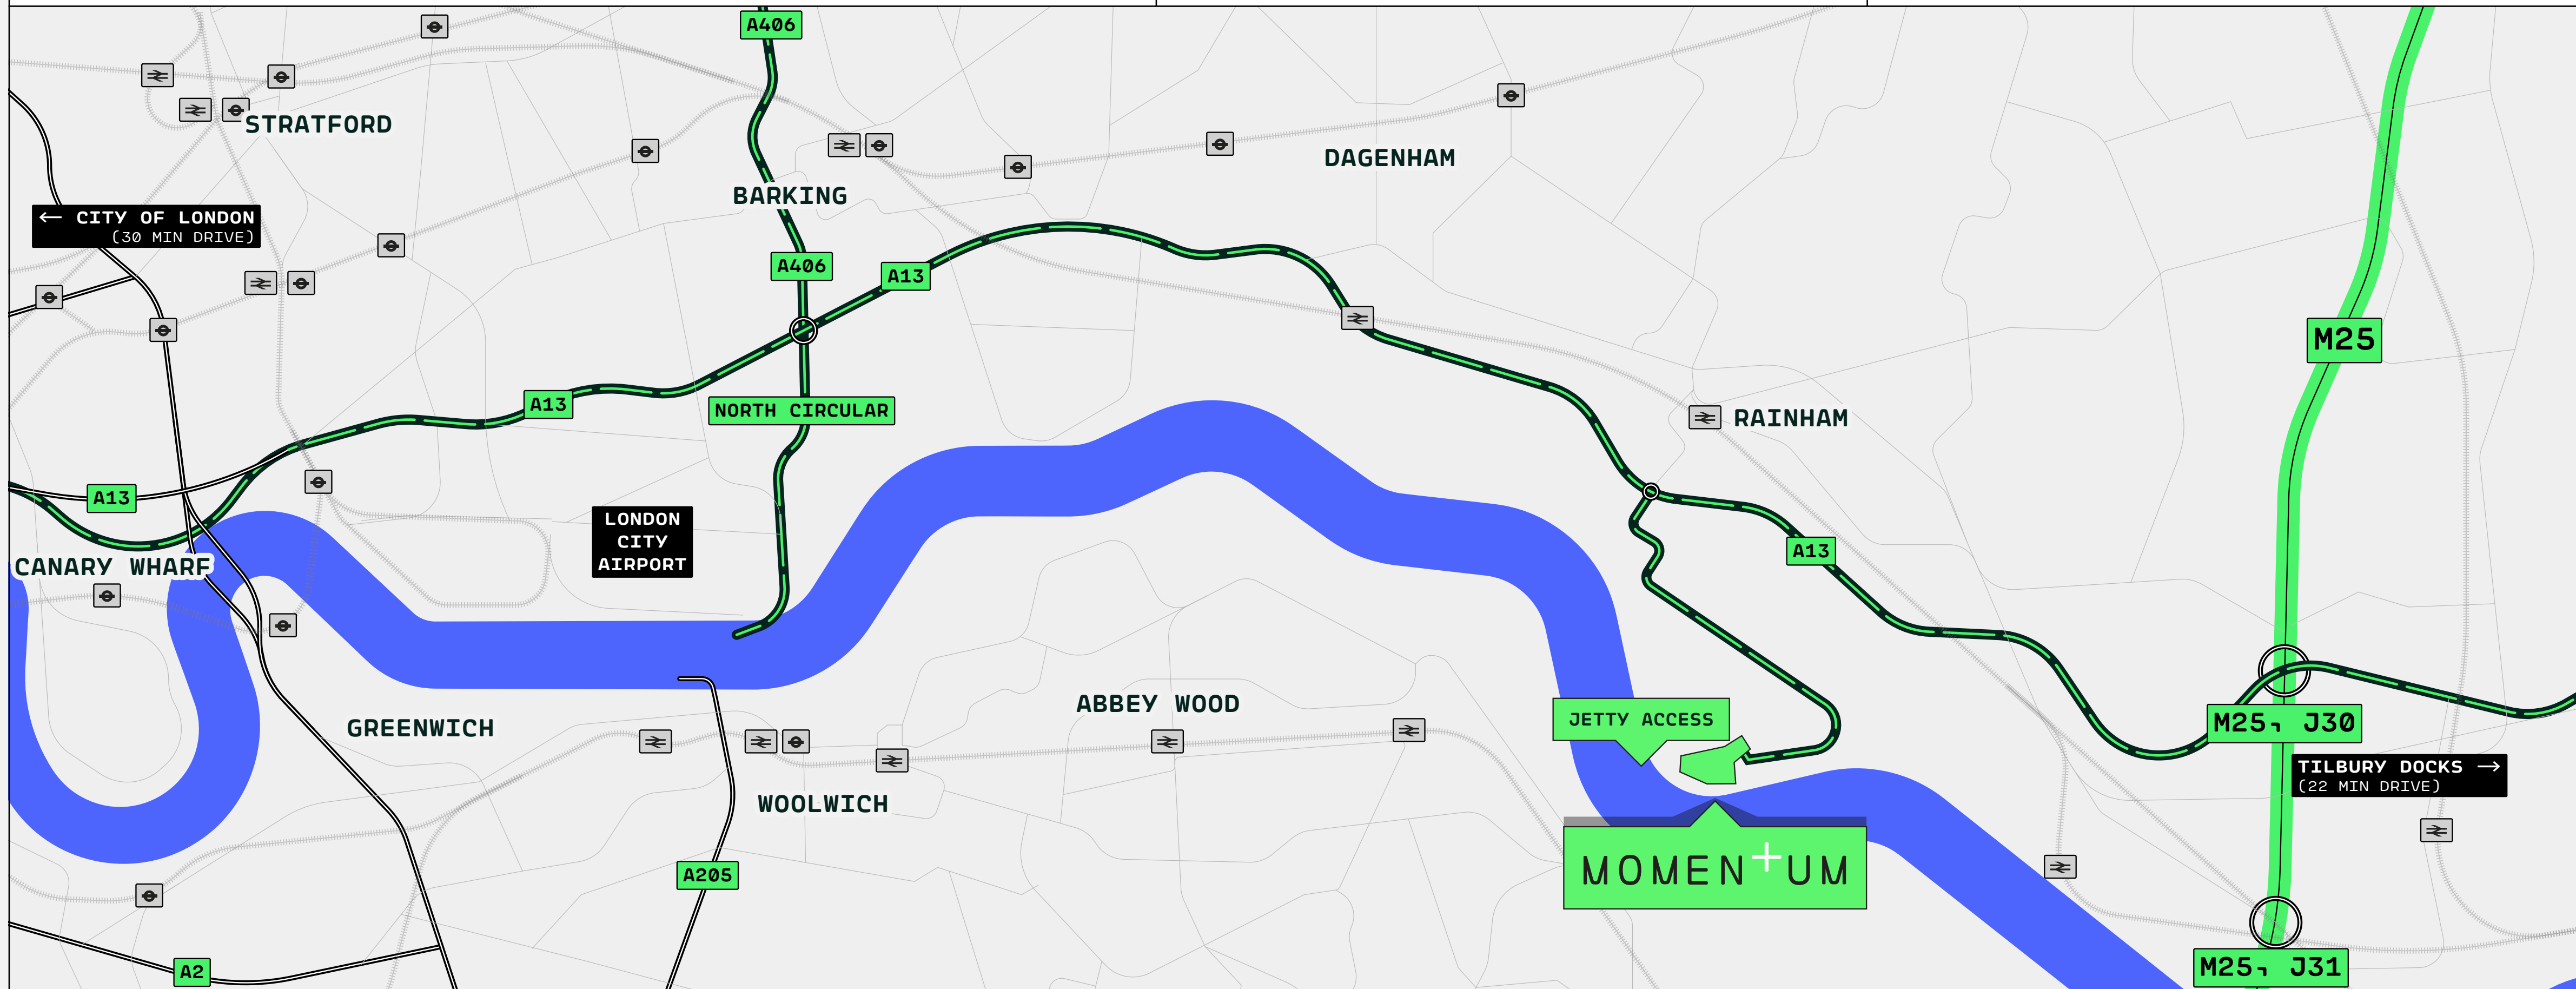 A406
STRATFORD
DAGENHAM
BARKING
← CITY OF LONDON
(30 MIN DRIVE)
A406
A13
M25
A13
NORTH CIRCULAR
RAINHAM
A13
LONDON
CITY
AIRPORT
A13
CANARY WHARF
ABBEY WOOD
JETTY ACCESS
GREENWICH
M25, J30
TILBURY DOCKS →
(22 MIN DRIVE)
WOOLWICH
MOMEN+UM
A205
A2
M25, J31